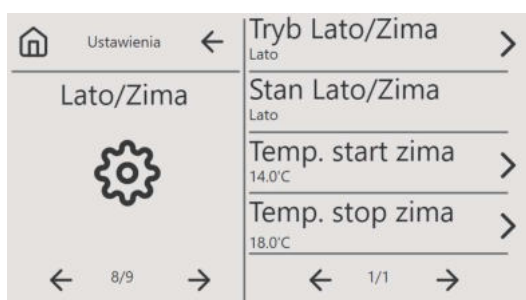 Ustawienia
Lato/Zima
8/9
Tryb Lato/Zima
Lato
Stan Lato/Zima
Lato
Temp. start zima
14.0'C
Temp. stop zima
18.0'C
1/1